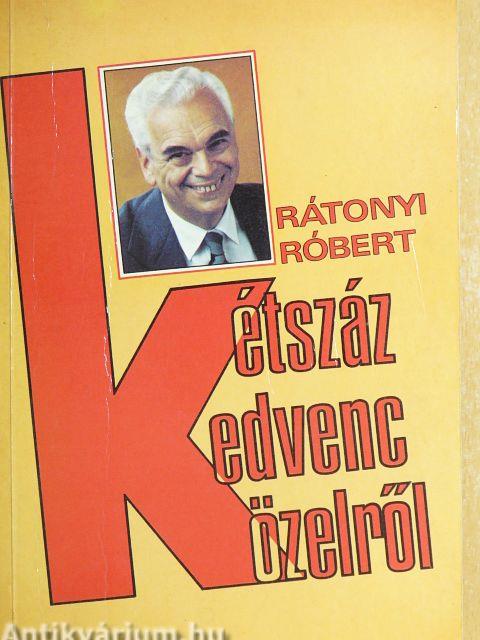 RÁTONYI
RÓBERT
Kétszáz
Kedvenc
Közelről
Antikvárium.hu